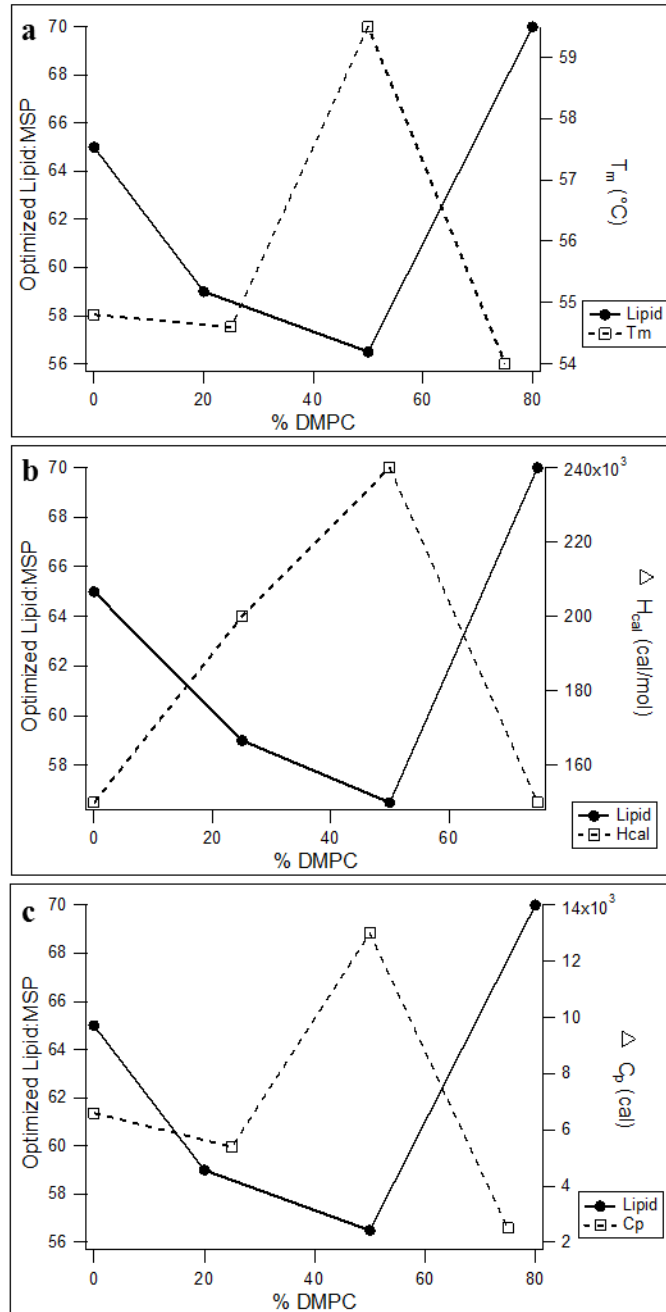 a
70
68
66
64
62
60
58
56
Optimized Lipid:MSP
59
58
57
56
55
54
Tm (°C)
Lipid
Tm
0 20 40 60 80
% DMPC
b
70
68
66
64
62
60
58
Optimized Lipid:MSP
240x10³
220
200
180
160
△ Hcal (cal/mol)
Lipid
Hcal
0 20 40 60
% DMPC
c
70
68
66
64
62
60
58
56
Optimized Lipid:MSP
14x10³
12
10
8
6
4
2
△ Cp (cal)
Lipid
Cp
0 20 40 60 80
% DMPC